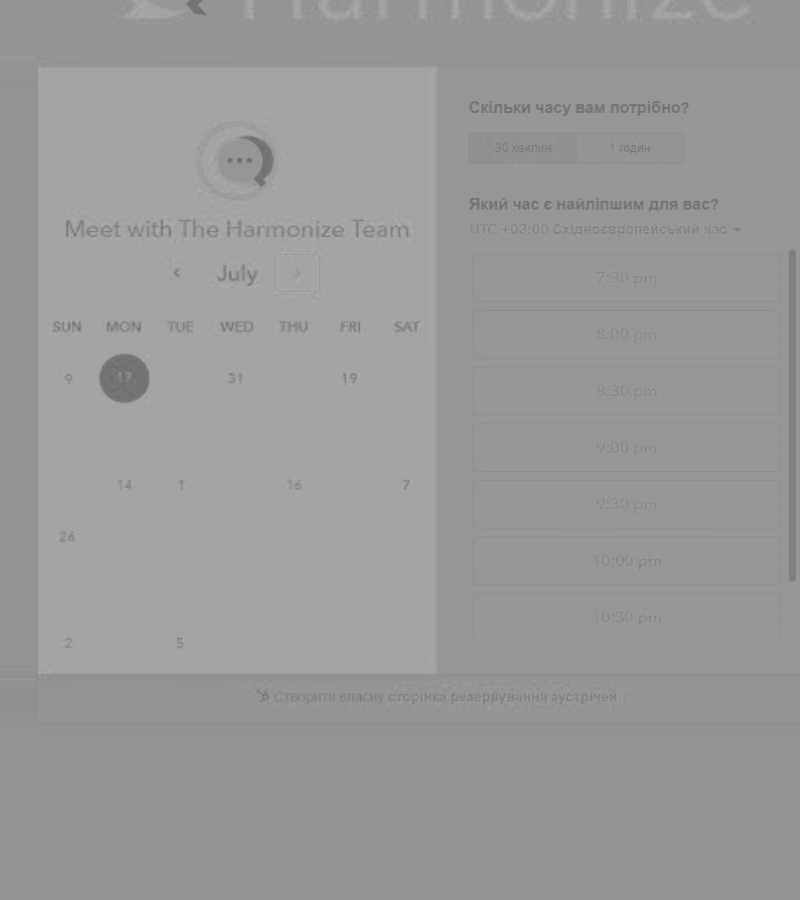 Harmonize
Meet with The Harmonize Team
July
SUN MON TUE WED THU FRI SAT
9 17 31 19
14 1 16 7
26
2 5
Скільки часу вам потрібно?
30 хвилин 1 годин
Який час є найліпшим для вас?
UTC +03:00 Східноєвропейський час
7:30 pm
8:00 pm
8:30 pm
9:00 pm
9:30 pm
10:00 pm
10:30 pm
Створити власну сторінка резервування зустрічей